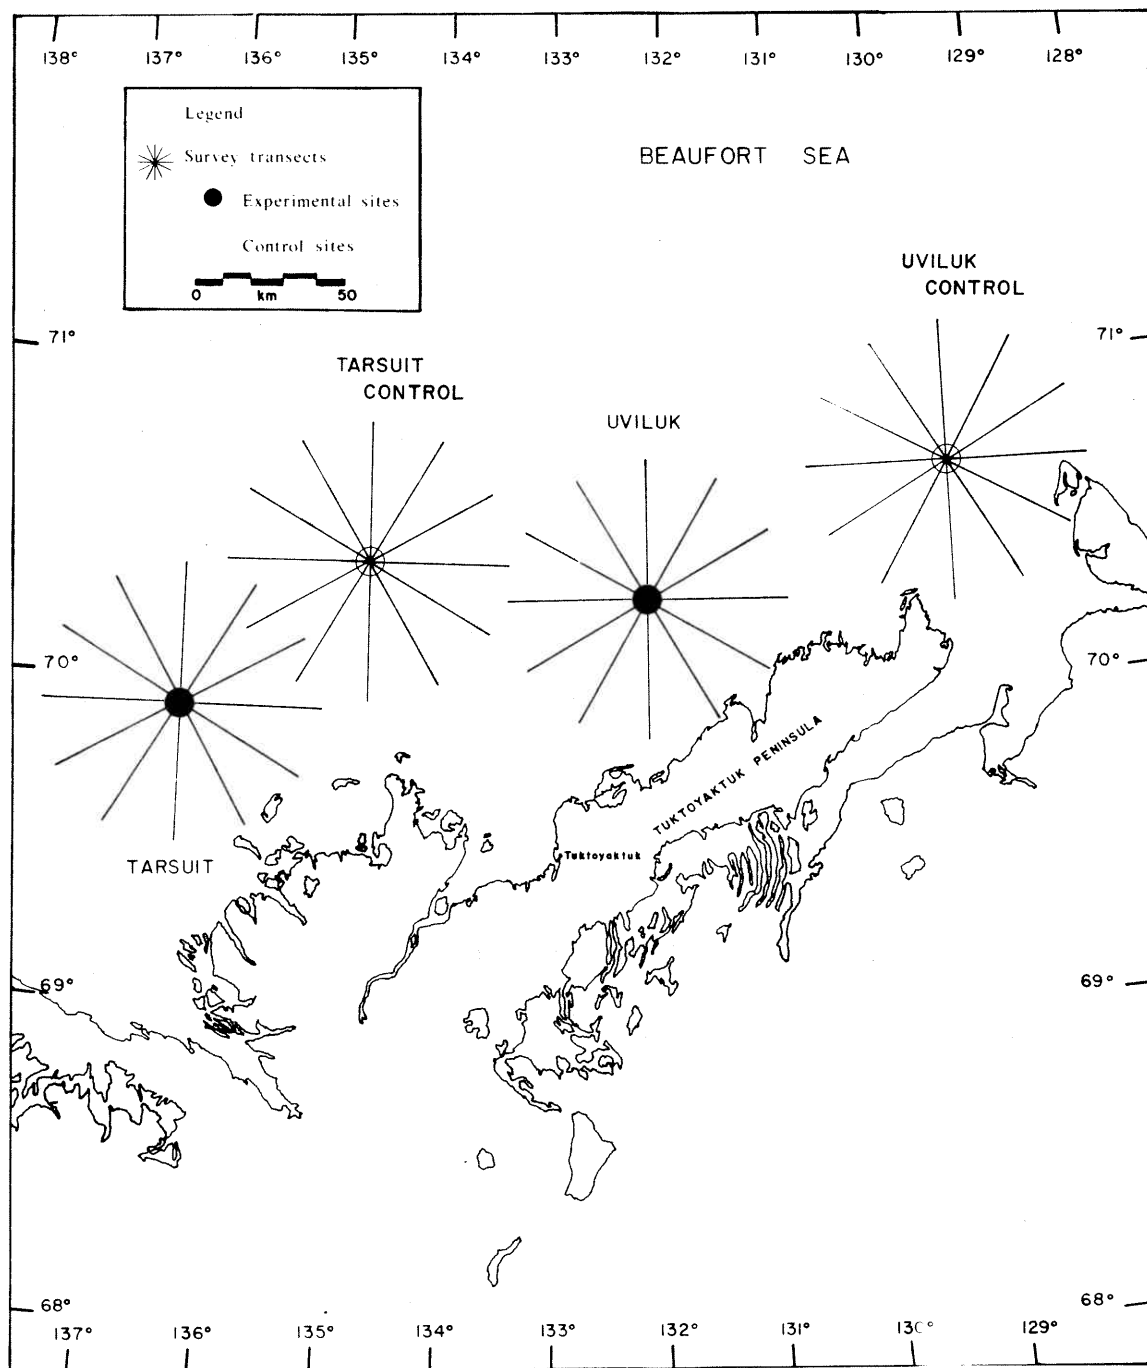 138° 137° 136° 135° 134° 133° 132° 131° 130° 129° 128°
Legend
Survey transects
Experimental sites
Control sites
0 km 50
BEAUFORT SEA
UVILUK
CONTROL
71° 71°
TARSUIT
CONTROL
UVILUK
70° 70°
TUKTOYAKTUK PENINSULA
Tuktoyaktuk
TARSUIT
69° 69°
68° 68°
137° 136° 135° 134° 133° 132° 131° 130° 129°